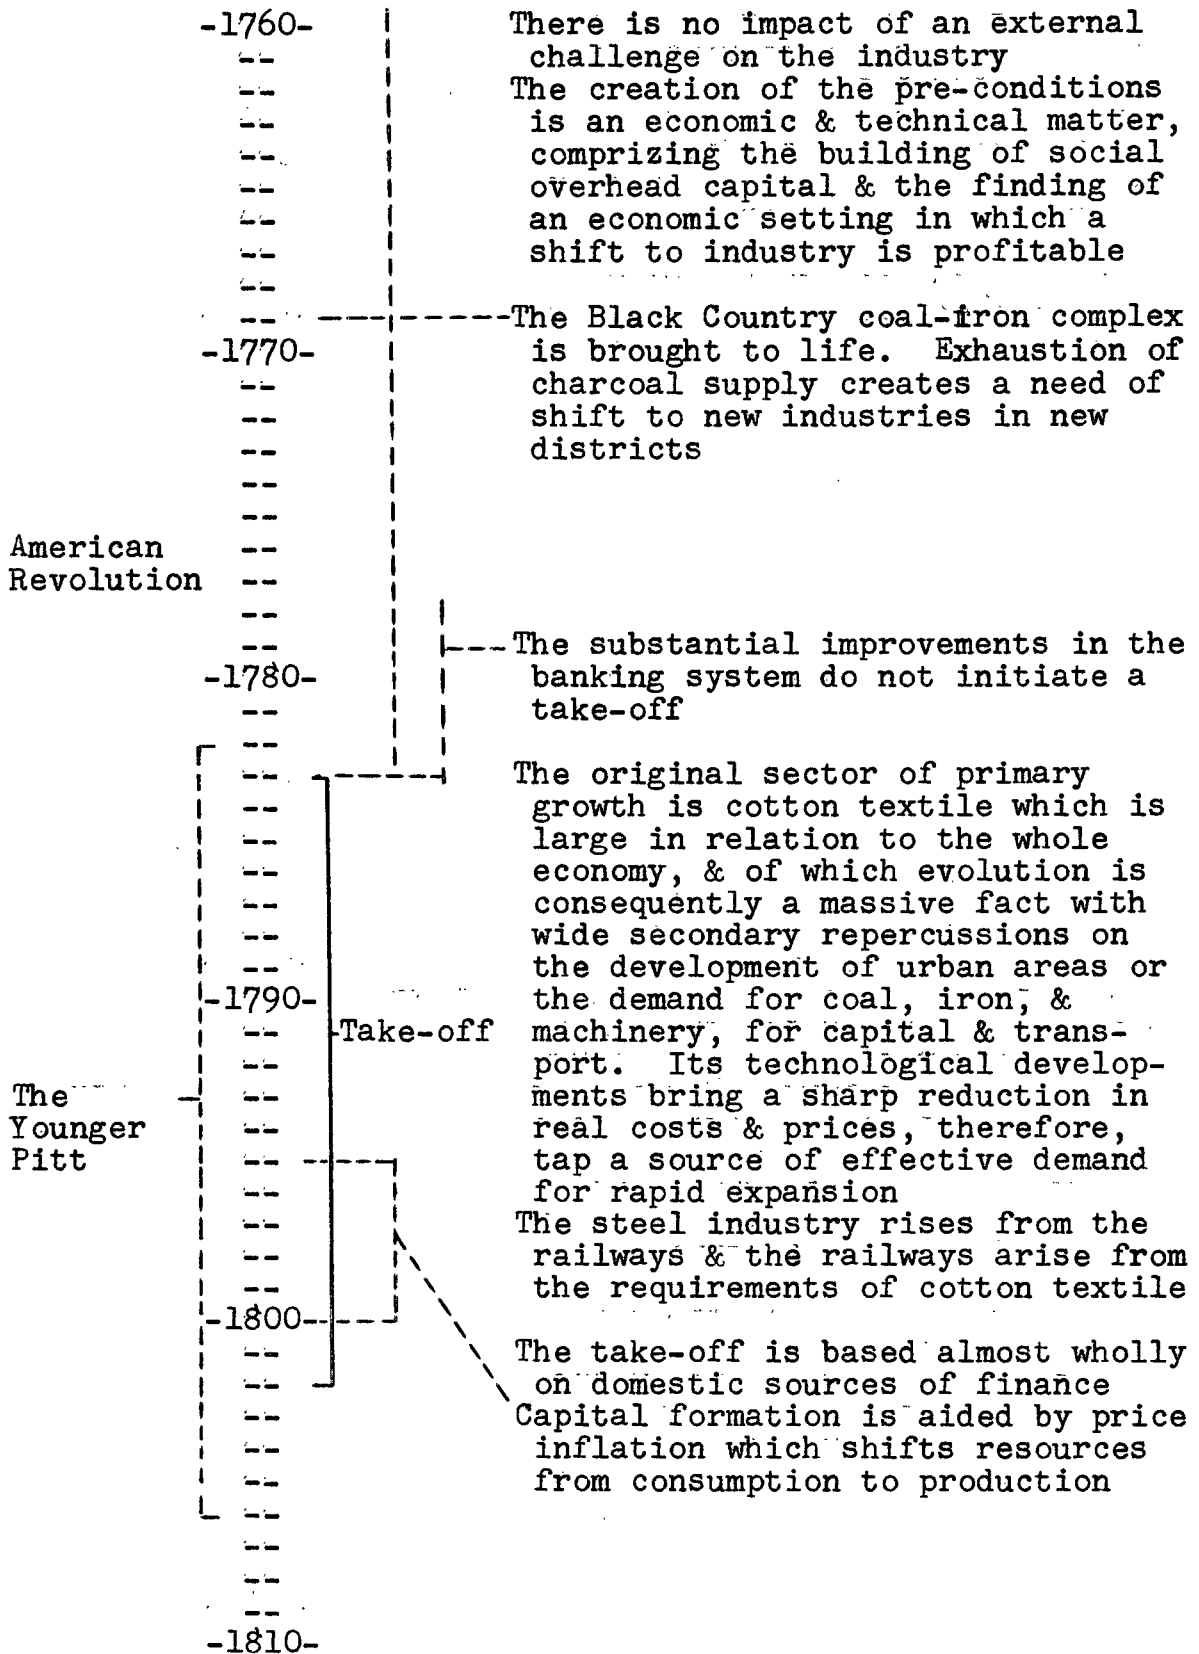 -1760-
There is no impact of an external
challenge on the industry
The creation of the pre-conditions
is an economic & technical matter,
comprizing the building of social
overhead capital & the finding of
an economic setting in which a
shift to industry is profitable
The Black Country coal-iron complex
-1770-
is brought to life. Exhaustion of
charcoal supply creates a need of
shift to new industries in new
districts
American
Revolution
The substantial improvements in the
-1780-
banking system do not initiate a
take-off
The original sector of primary
growth is cotton textile which is
large in relation to the whole
economy, & of which evolution is
consequently a massive fact with
wide secondary repercussions on
the development of urban areas or
-1790-
the demand for coal, iron, &
Take-off
machinery, for capital & trans-
port. Its technological develop-
The
Younger
Pitt
ments bring a sharp reduction in
real costs & prices, therefore,
tap a source of effective demand
for rapid expansion
The steel industry rises from the
railways & the railways arise from
the requirements of cotton textile
-1800-
The take-off is based almost wholly
on domestic sources of finance
Capital formation is aided by price
inflation which shifts resources
from consumption to production
-1810-